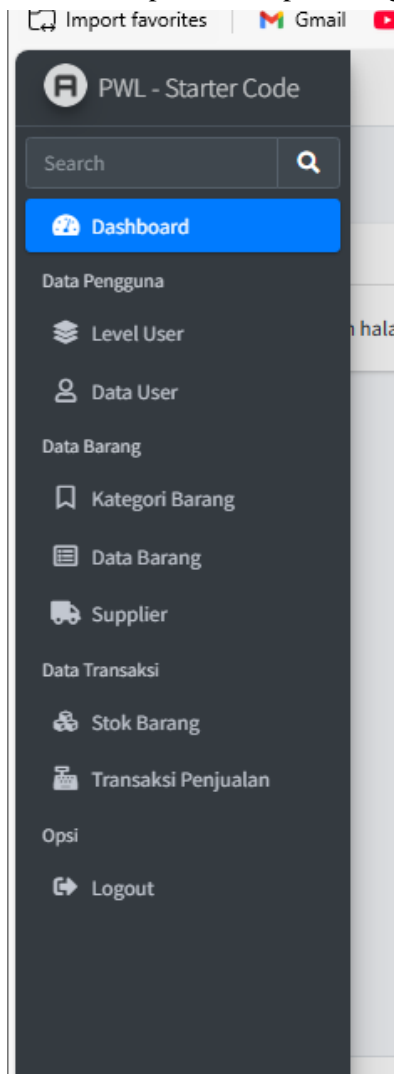 Import favorites
Gmail
PWL - Starter Code
Search
Dashboard
Data Pengguna
Level User
Data User
Data Barang
Kategori Barang
Data Barang
Supplier
Data Transaksi
Stok Barang
Transaksi Penjualan
Opsi
Logout